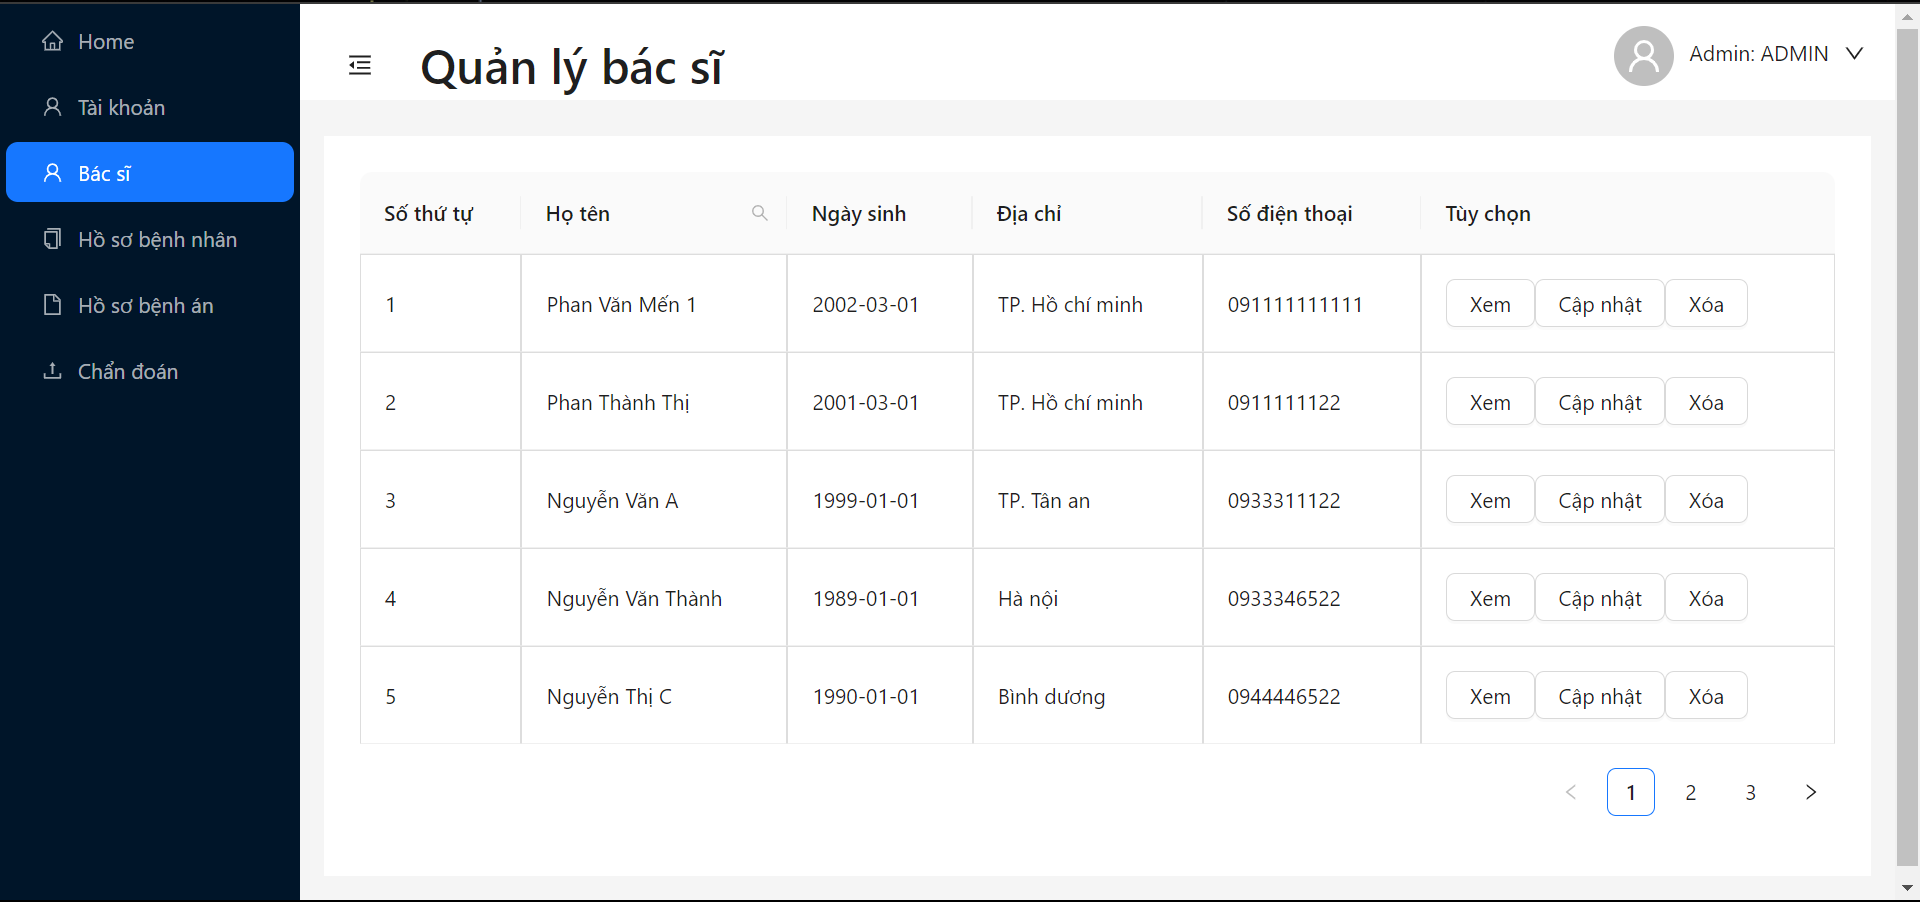 Home
Tài khoản
Bác sĩ
Hồ sơ bệnh nhân
Hồ sơ bệnh án
Chẩn đoán
Quản lý bác sĩ
Admin: ADMIN
Số thứ tự Họ tên Ngày sinh Địa chỉ Số điện thoại Tùy chọn
1 Phan Văn Mến 1 2002-03-01 TP. Hồ chí minh 091111111111 Xem Cập nhật Xóa
2 Phan Thành Thị 2001-03-01 TP. Hồ chí minh 0911111122 Xem Cập nhật Xóa
3 Nguyễn Văn A 1999-01-01 TP. Tân an 0933311122 Xem Cập nhật Xóa
4 Nguyễn Văn Thành 1989-01-01 Hà nội 0933346522 Xem Cập nhật Xóa
5 Nguyễn Thị C 1990-01-01 Bình dương 0944446522 Xem Cập nhật Xóa
1 2 3